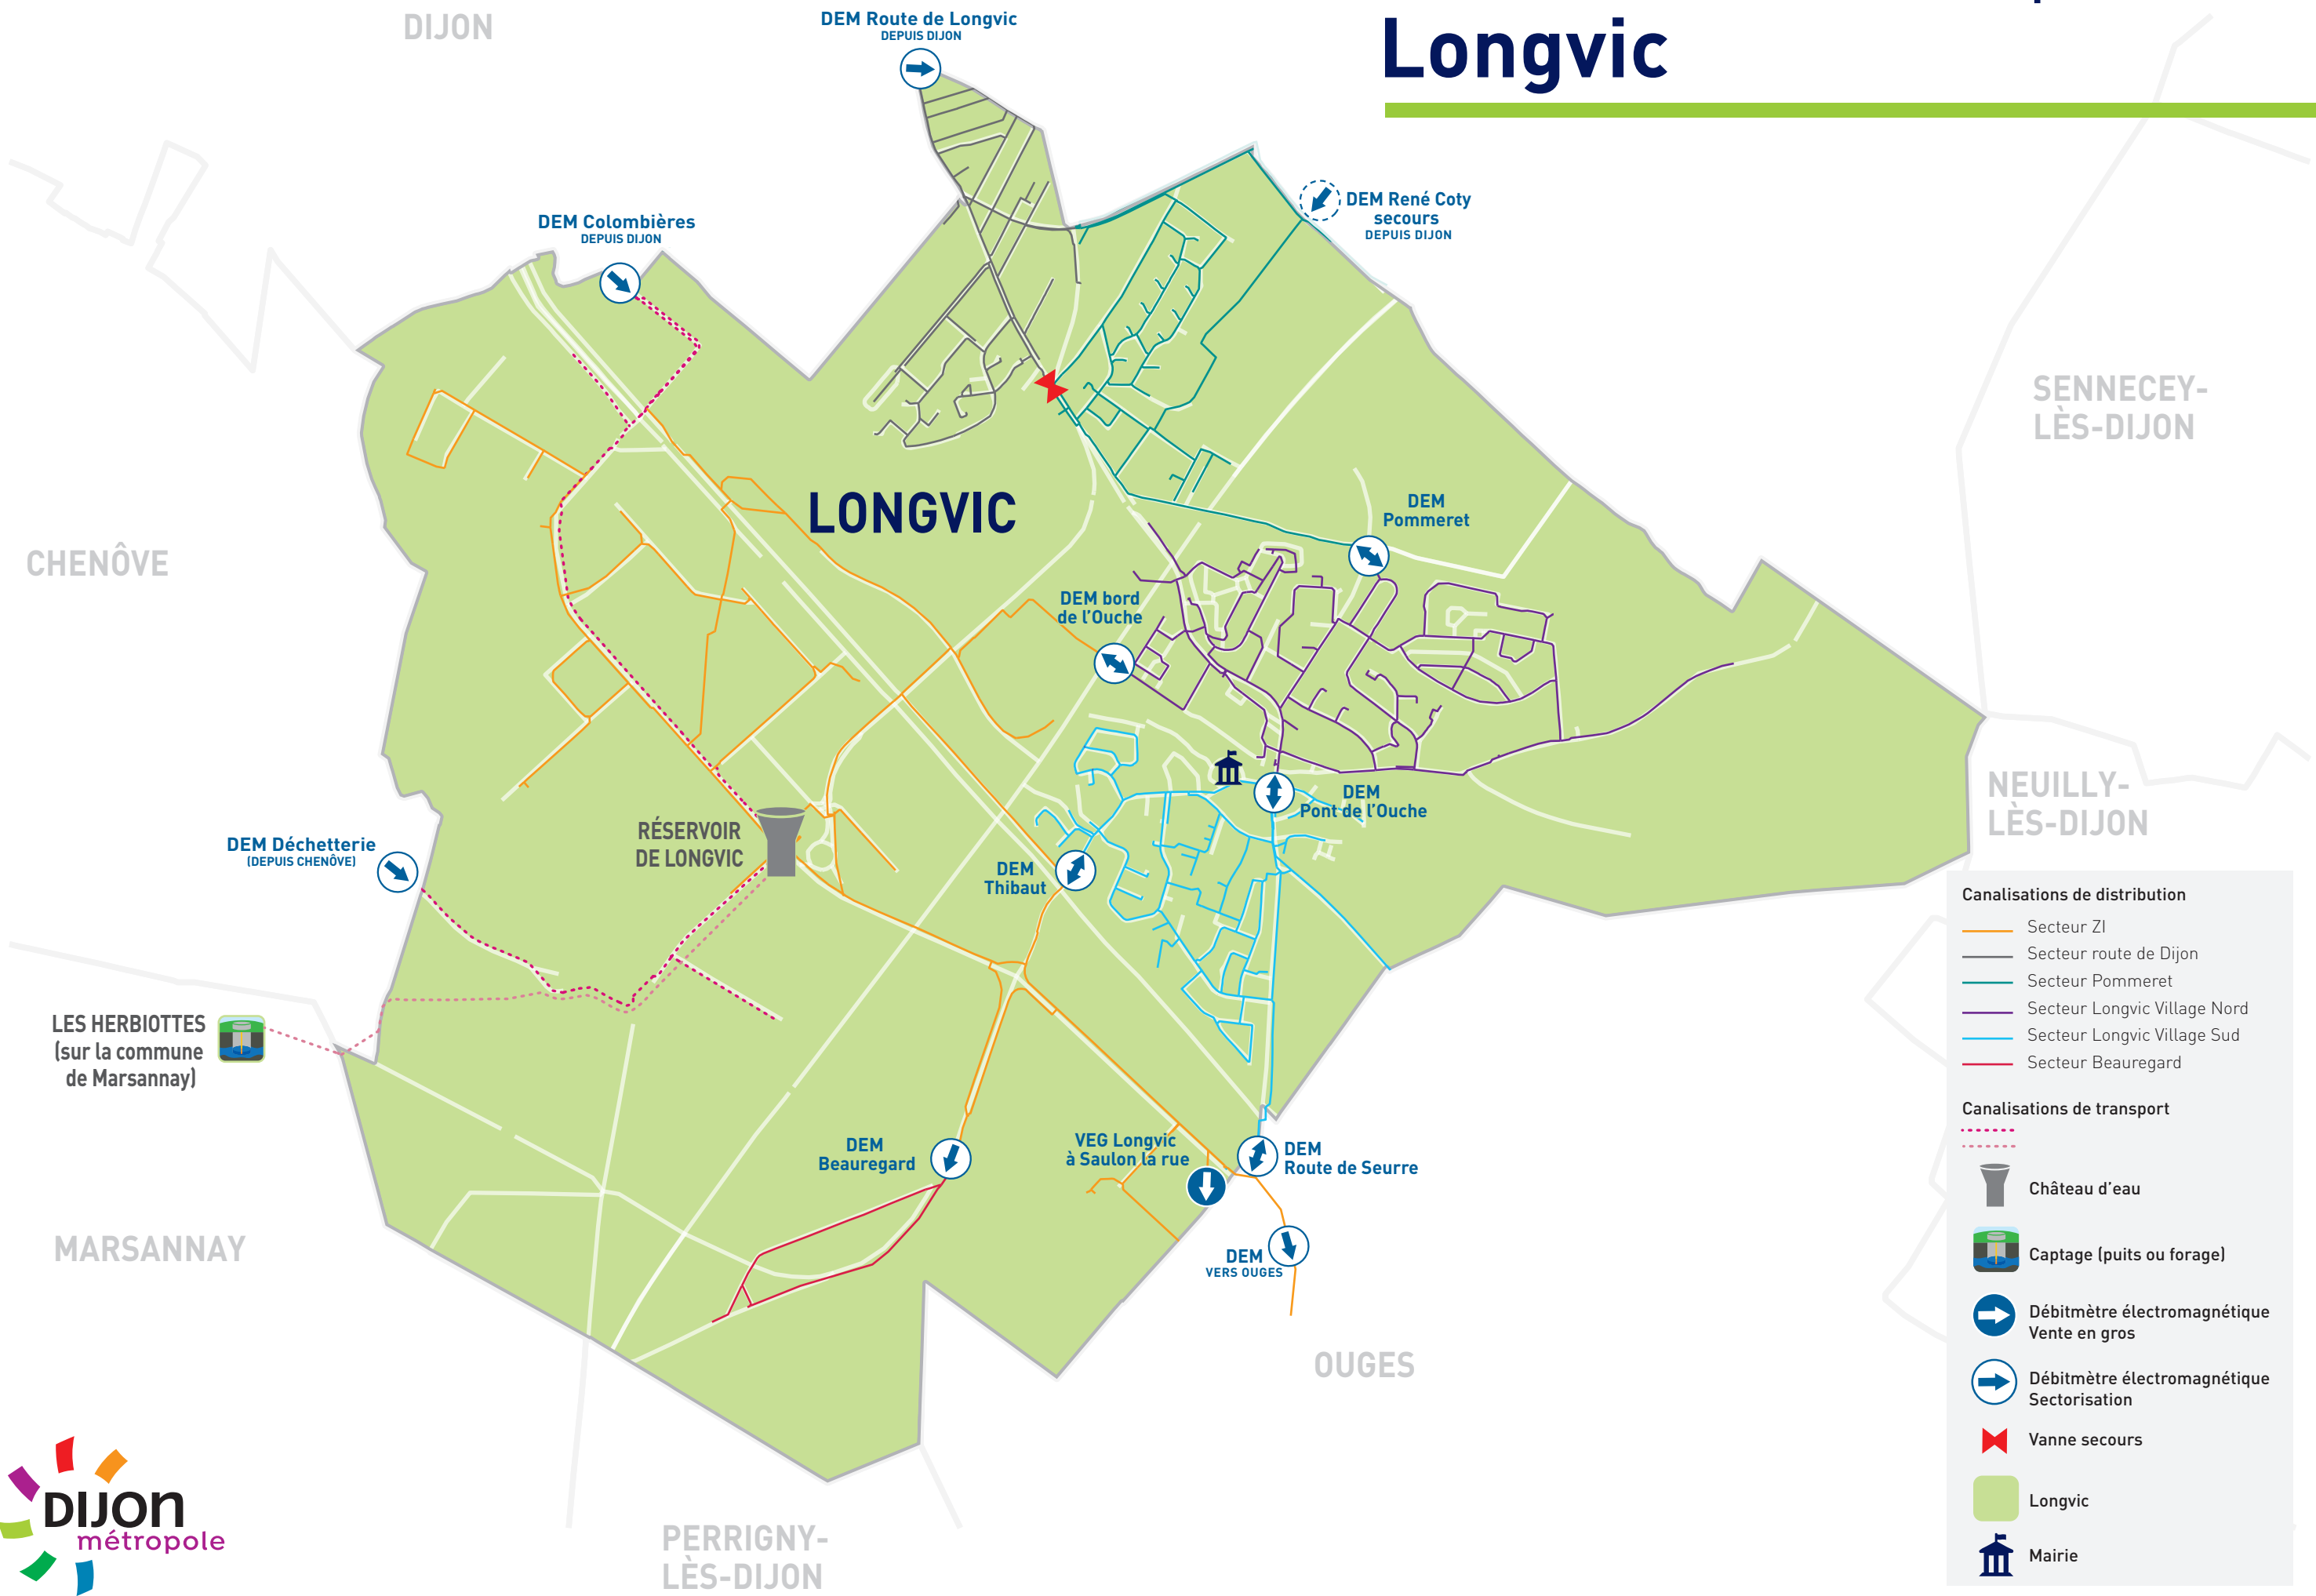 Longvic
DIJON
DEM Route de Longvic
DEPUIS DIJON
DEM Colombières
DEPUIS DIJON
DEM René Coty
secours
DEPUIS DIJON
SENNECEY-
LÈS-DIJON
CHENÔVE
LONGVIC
DEM
Pommeret
DEM bord
de l’Ouche
DEM
Pont de l’Ouche
NEUILLY-
LÈS-DIJON
RÉSERVOIR
DE LONGVIC
DEM Déchetterie
(DEPUIS CHENÔVE)
DEM
Thibaut
LES HERBIOTTES
(sur la commune
de Marsannay)
DEM
Beauregard
VEG Longvic
à Saulon la rue
DEM
Route de Seurre
DEM
VERS OUGES
MARSANNAY
OUGES
PERRIGNY-
LÈS-DIJON
Canalisations de distribution
Secteur ZI
Secteur route de Dijon
Secteur Pommeret
Secteur Longvic Village Nord
Secteur Longvic Village Sud
Secteur Beauregard
Canalisations de transport
Château d’eau
Captage (puits ou forage)
Débitmètre électromagnétique
Vente en gros
Débitmètre électromagnétique
Sectorisation
Vanne secours
Longvic
Mairie
DIJON
métropole